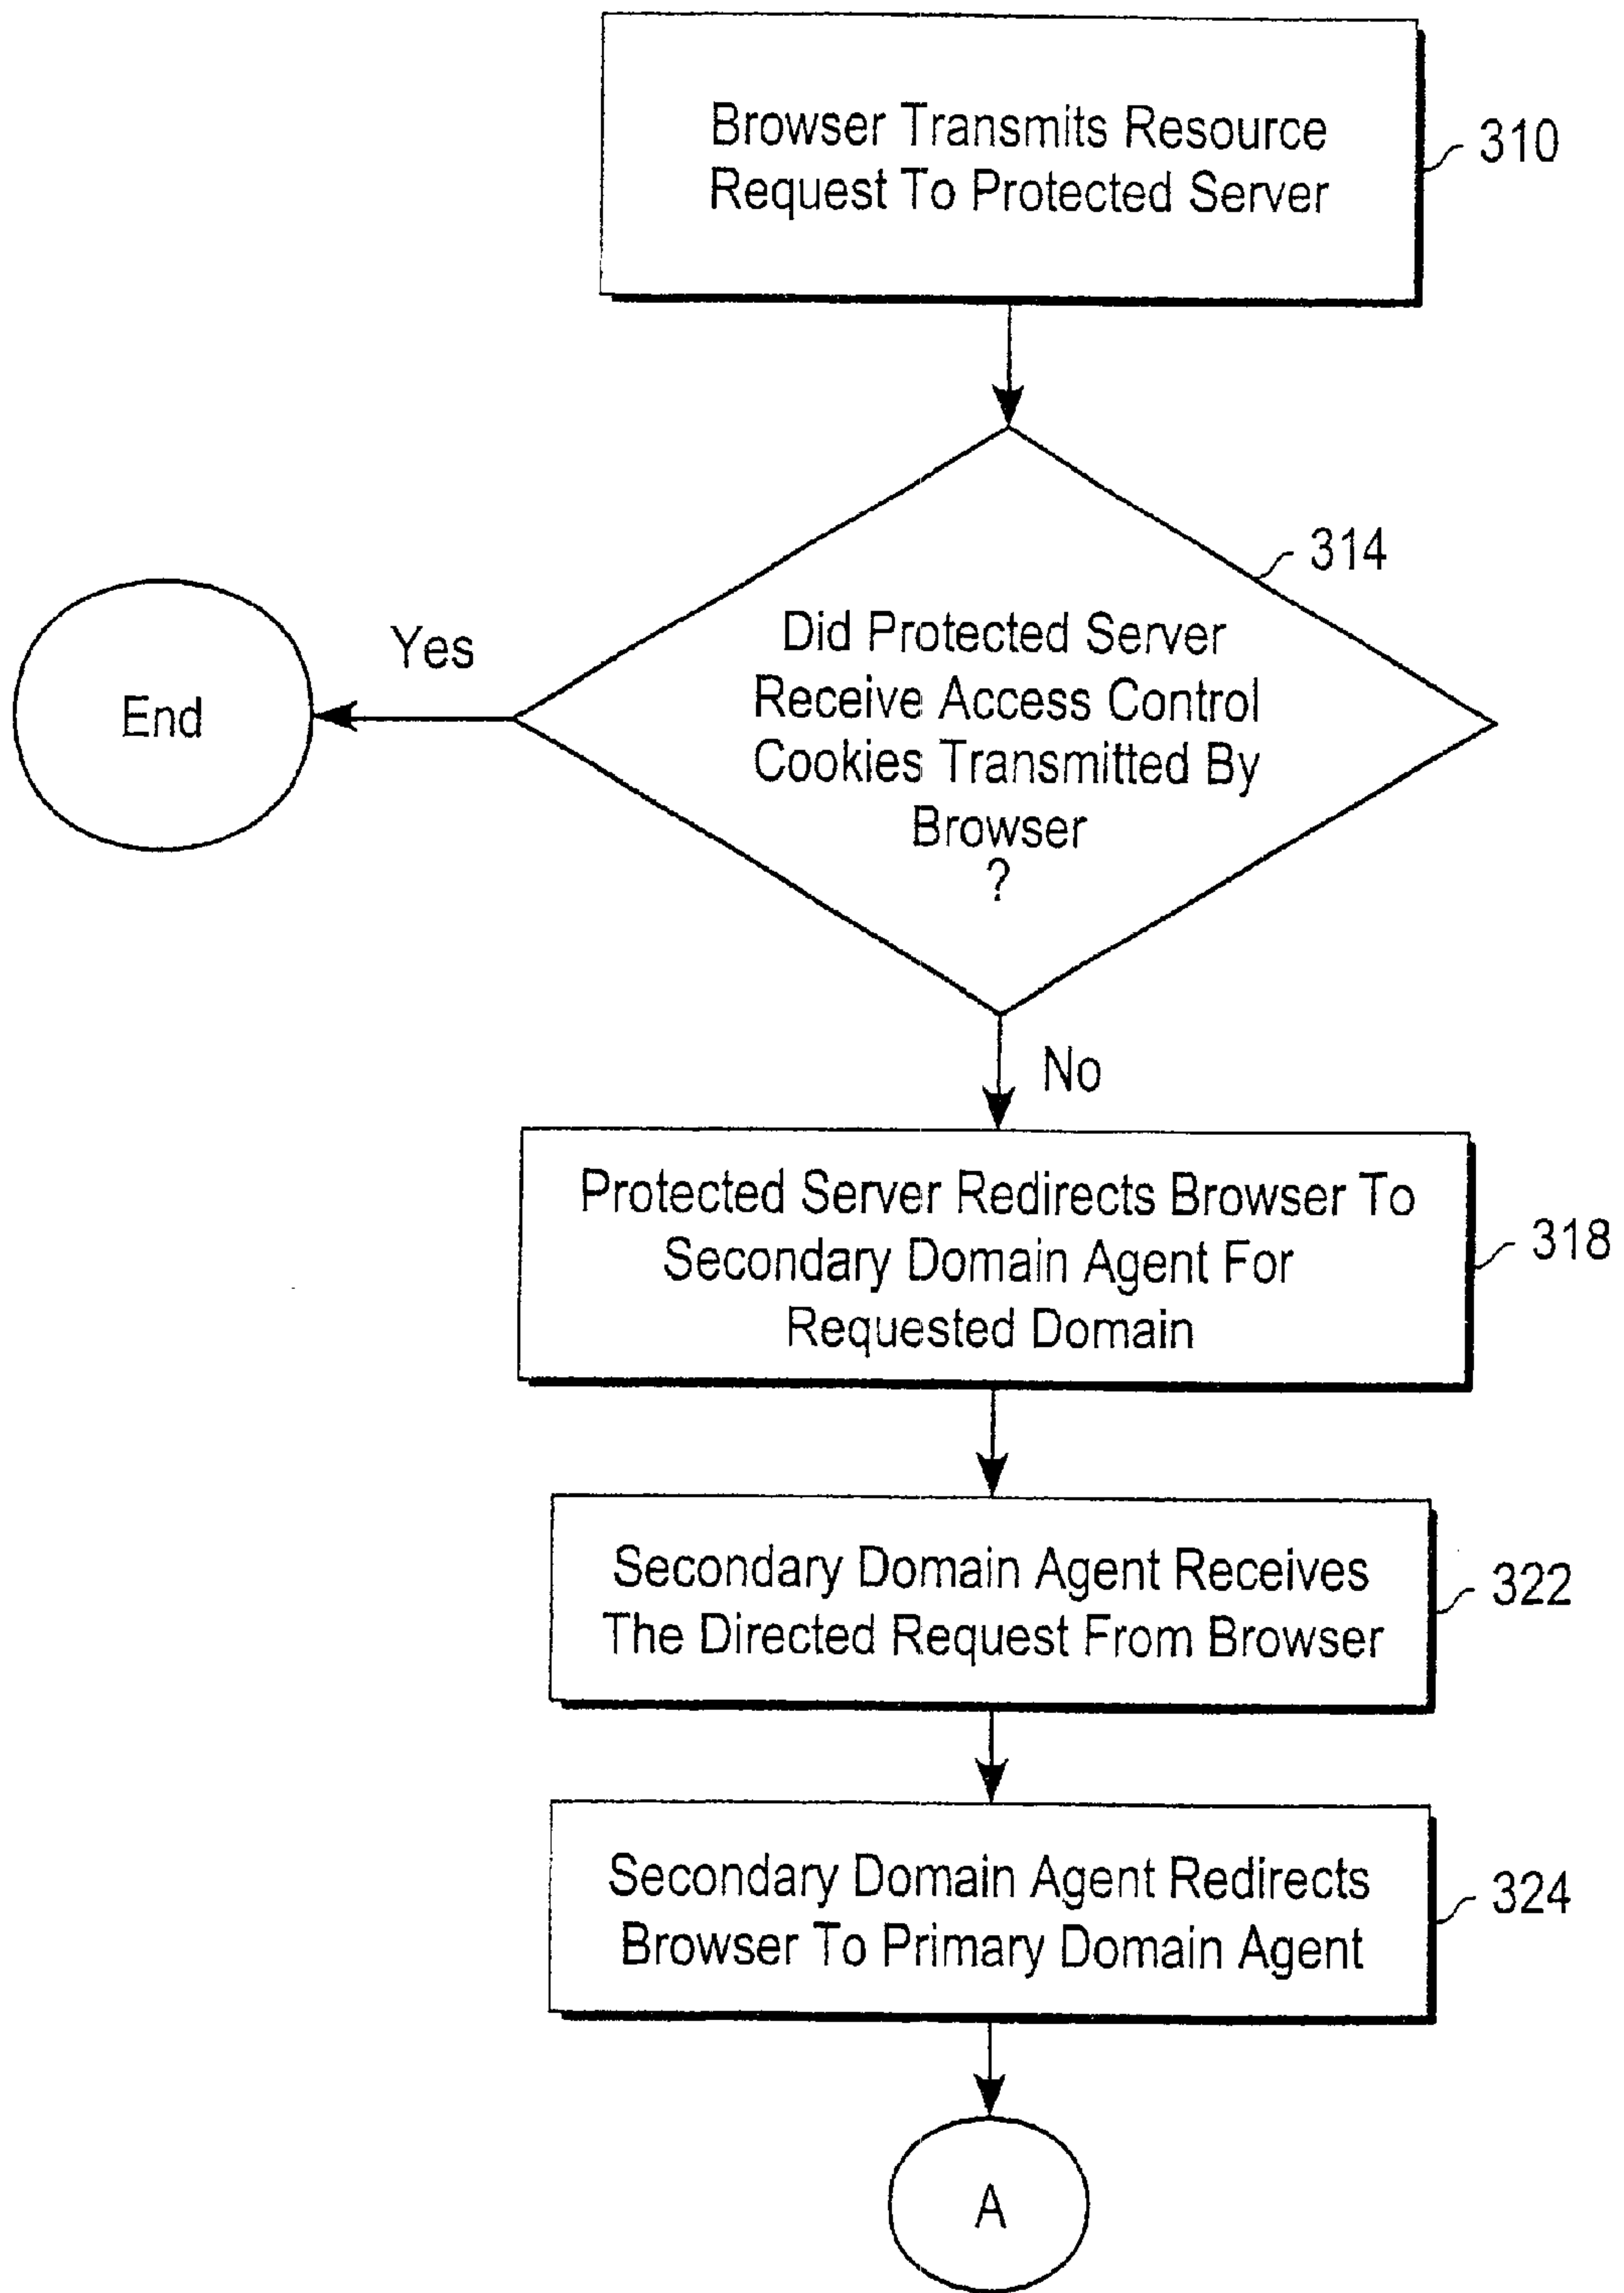 Browser Transmits Resource
Request To Protected Server
310
314
Did Protected Server
Receive Access Control
Cookies Transmitted By
Browser
?
Yes
End
No
Protected Server Redirects Browser To
Secondary Domain Agent For
Requested Domain
318
Secondary Domain Agent Receives
The Directed Request From Browser
322
Secondary Domain Agent Redirects
Browser To Primary Domain Agent
324
A